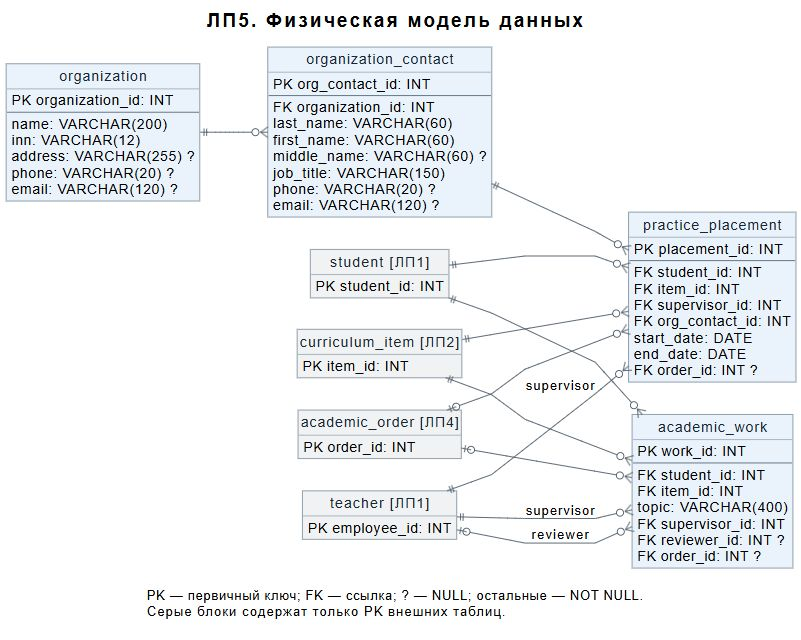 ЛП5. Физическая модель данных
organization
PK organization_id: INT
name: VARCHAR(200)
inn: VARCHAR(12)
address: VARCHAR(255) ?
phone: VARCHAR(20) ?
email: VARCHAR(120) ?
organization_contact
PK org_contact_id: INT
FK organization_id: INT
last_name: VARCHAR(60)
first_name: VARCHAR(60)
middle_name: VARCHAR(60) ?
job_title: VARCHAR(150)
phone: VARCHAR(20) ?
email: VARCHAR(120) ?
practice_placement
PK placement_id: INT
FK student_id: INT
FK item_id: INT
FK supervisor_id: INT
FK org_contact_id: INT
start_date: DATE
end_date: DATE
FK order_id: INT ?
student [ЛП1]
PK student_id: INT
curriculum_item [ЛП2]
PK item_id: INT
supervisor
academic_order [ЛП4]
PK order_id: INT
teacher [ЛП1]
PK employee_id: INT
supervisor
reviewer
academic_work
PK work_id: INT
FK student_id: INT
FK item_id: INT
topic: VARCHAR(400)
FK supervisor_id: INT
FK reviewer_id: INT ?
FK order_id: INT ?
PK — первичный ключ; FK — ссылка; ? — NULL; остальные — NOT NULL.
Серые блоки содержат только PK внешних таблиц.